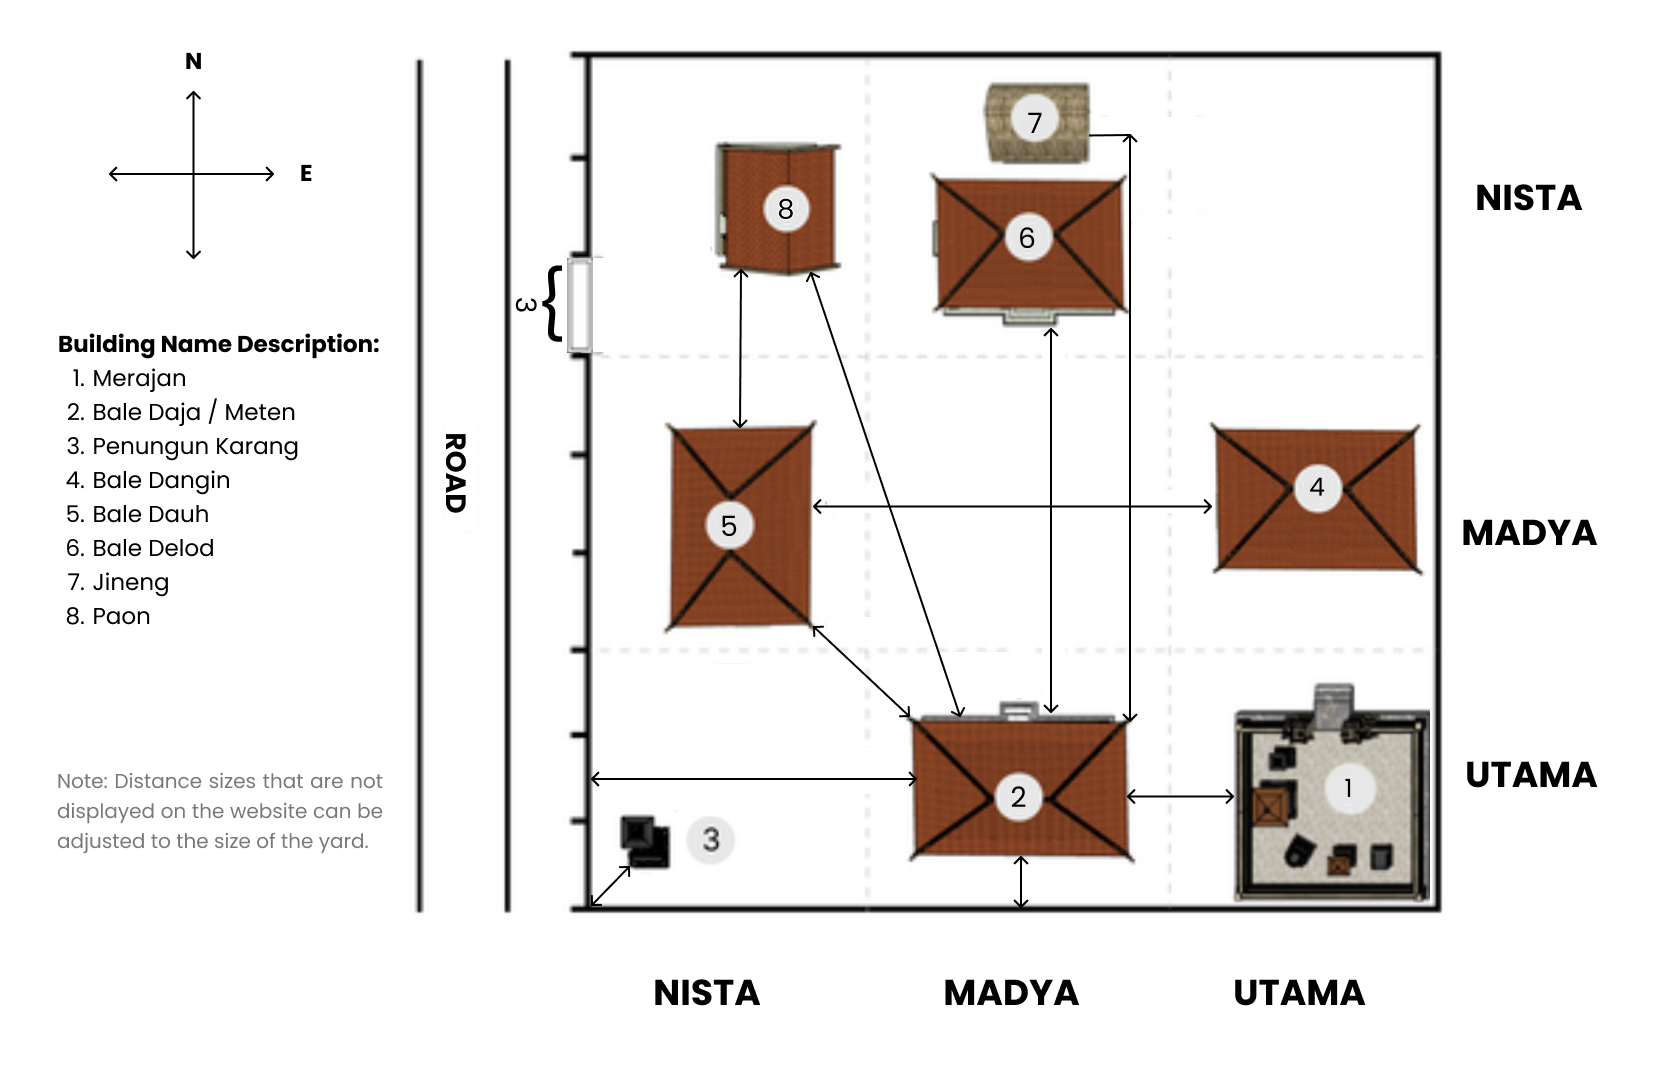 N
E
Building Name Description:
1. Merajan
2. Bale Daja / Meten
3. Penungun Karang
4. Bale Dangin
5. Bale Dauh
6. Bale Delod
7. Jineng
8. Paon
Note: Distance sizes that are not
displayed on the website can be
adjusted to the size of the yard.
ROAD
3
7
8
6
NISTA
5
4
MADYA
3
2
1
UTAMA
NISTA
MADYA
UTAMA